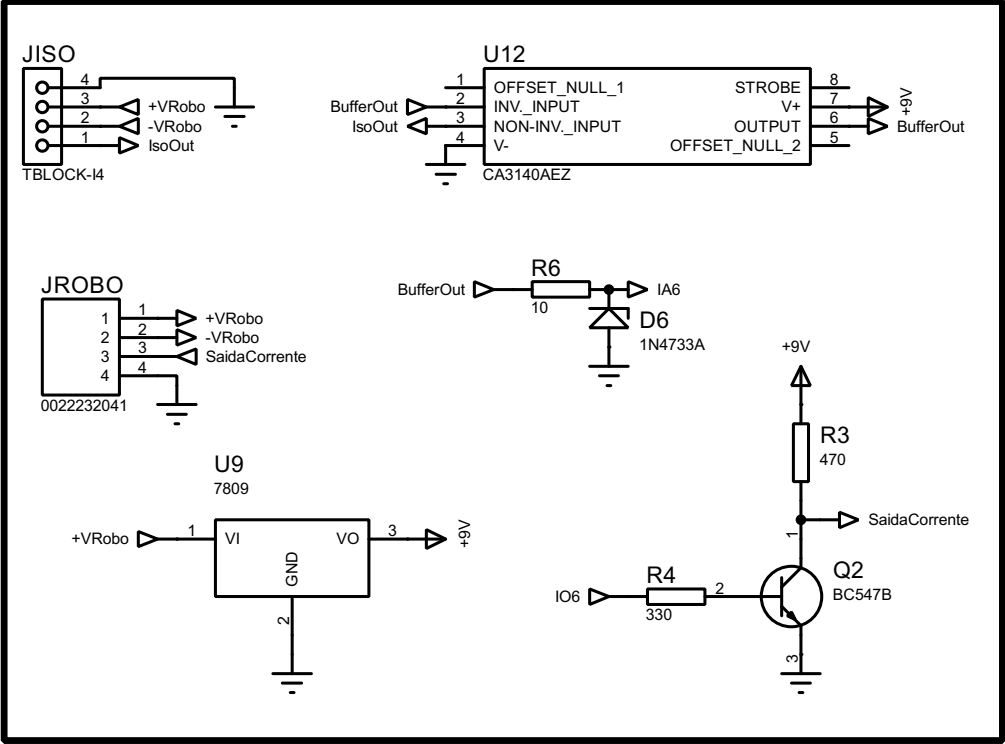 JISO
4
3 +VRobo
2 -VRobo
1 IsoOut
TBLOCK-I4
U12
1 OFFSET_NULL_1 STROBE 8
BufferOut 2 INV._INPUT V+ 7 +9V
IsoOut 3 NON-INV._INPUT OUTPUT 6 BufferOut
4 V- OFFSET_NULL_2 5
CA3140AEZ
JROBO
1 1 +VRobo
2 2 -VRobo
3 3 SaidaCorrente
4 4
0022232041
BufferOut R6 IA6
10
D6
1N4733A
+9V
R3
470
SaidaCorrente
1
Q2
BC547B
IO6 R4 2
330
3
U9
7809
+VRobo 1 VI VO 3 +9V
GND
2